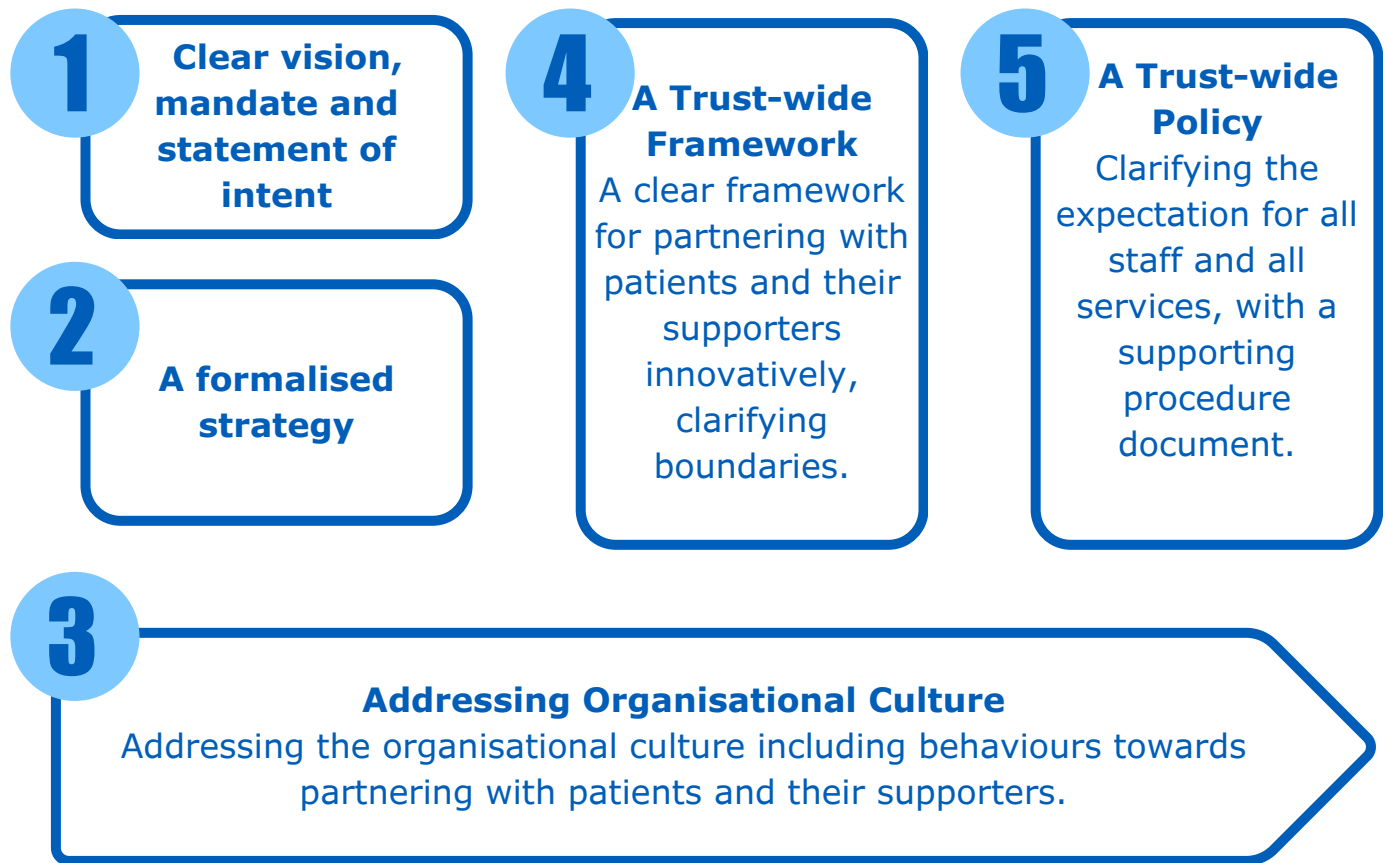 1
Clear vision,
mandate and
statement of
intent
2
A formalised
strategy
4
A Trust-wide
Framework
A clear framework
for partnering with
patients and their
supporters
innovatively,
clarifying
boundaries.
5
A Trust-wide
Policy
Clarifying the
expectation for all
staff and all
services, with a
supporting
procedure
document.
3
Addressing Organisational Culture
Addressing the organisational culture including behaviours towards
partnering with patients and their supporters.